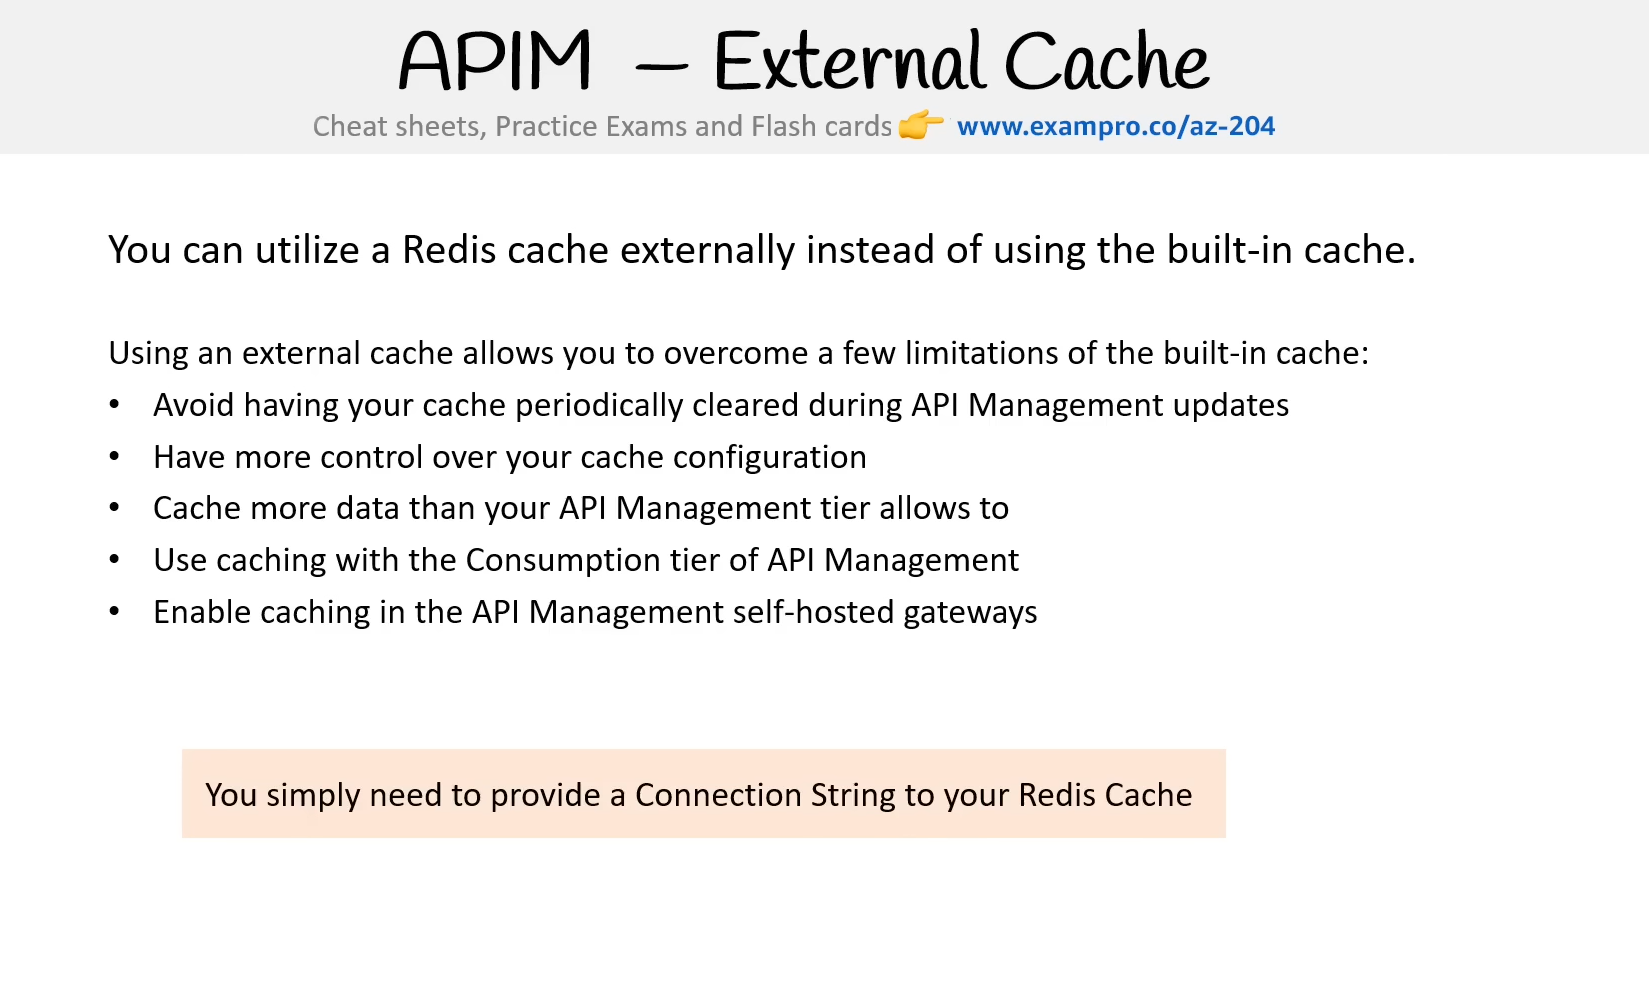 APIM – External Cache
Cheat sheets, Practice Exams and Flash cards 👉 www.exampro.co/az-204
You can utilize a Redis cache externally instead of using the built-in cache.
Using an external cache allows you to overcome a few limitations of the built-in cache:
• Avoid having your cache periodically cleared during API Management updates
• Have more control over your cache configuration
• Cache more data than your API Management tier allows to
• Use caching with the Consumption tier of API Management
• Enable caching in the API Management self-hosted gateways
You simply need to provide a Connection String to your Redis Cache